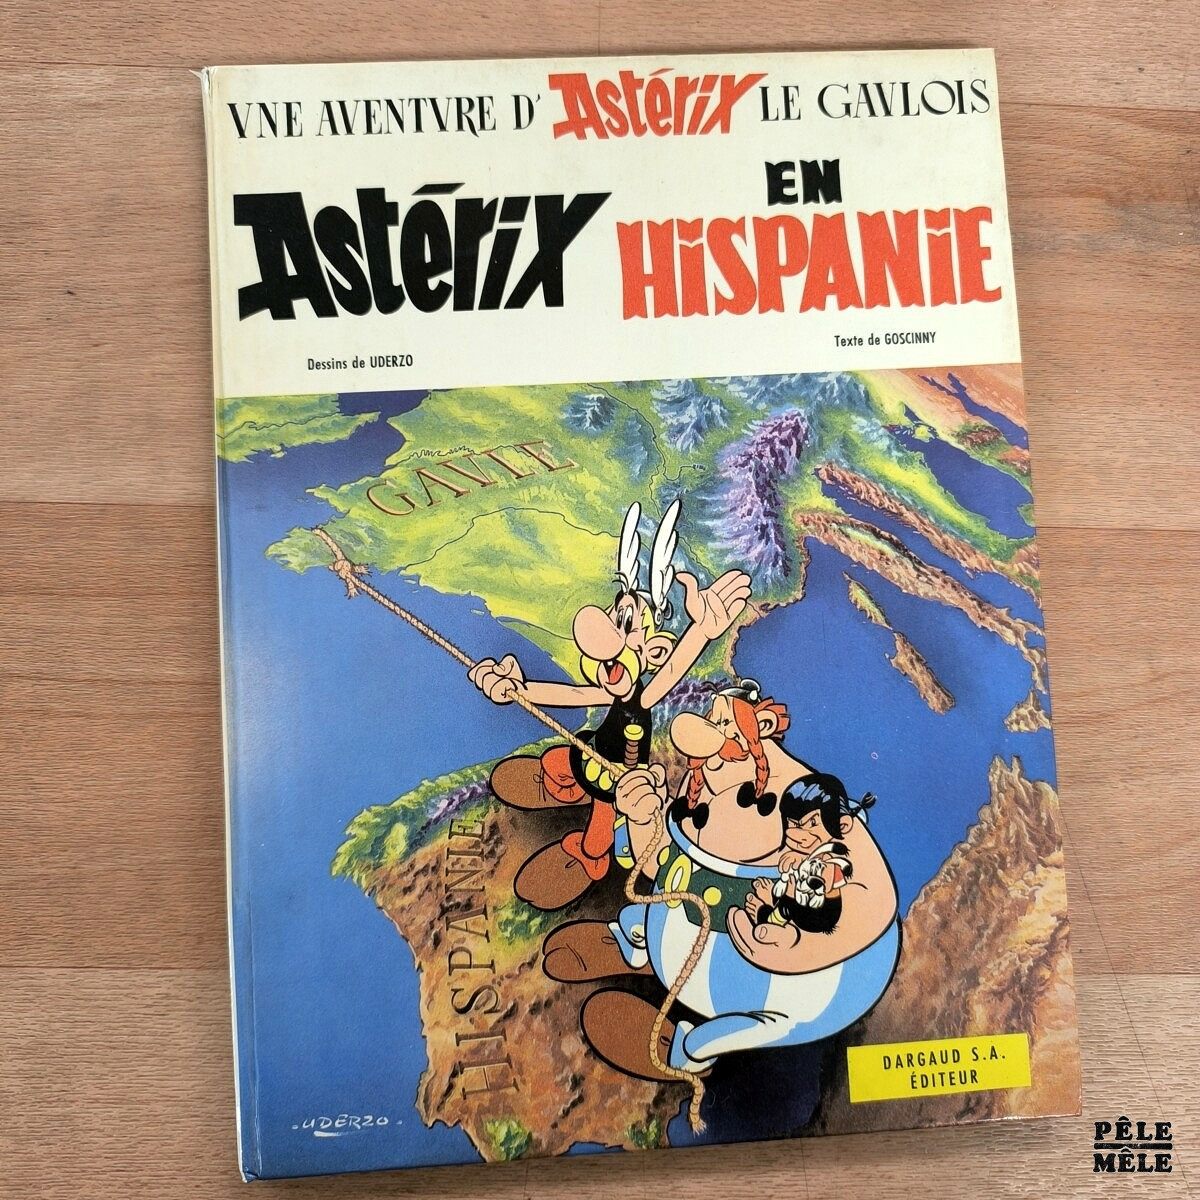 VNE AVENTVRE D'Astérix LE GAVLOIS
Astérix
EN
HiSPANiE
Dessins de UDERZO
Texte de GOSCINNY
GAVLE
HISPANIE
DARGAUD S.A.
ÉDITEUR
.UDERZO.
PÊLE
MÊLE